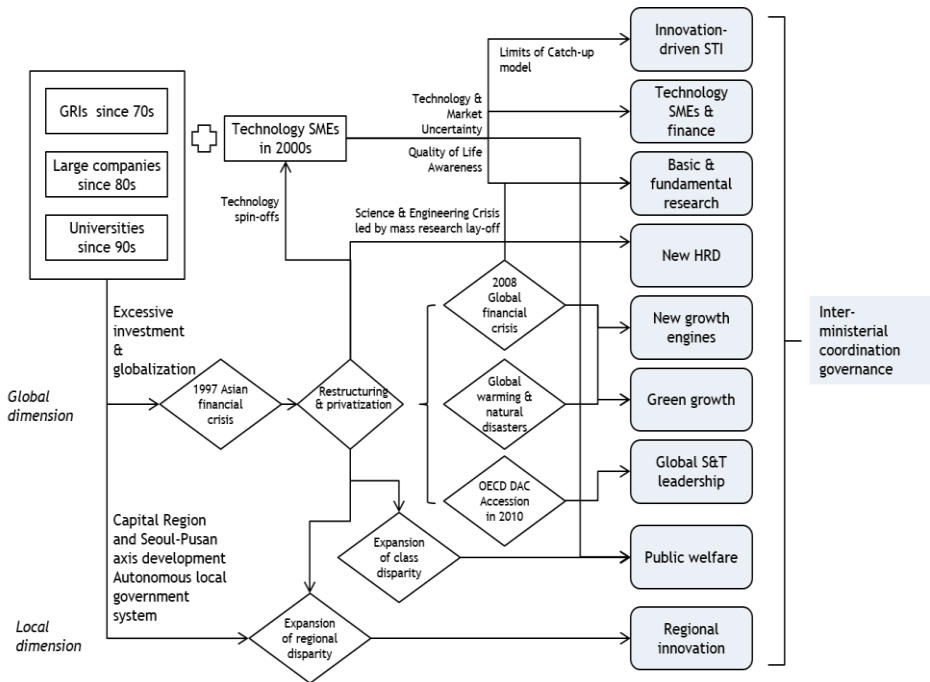 GRIs since 70s
Large companies
since 80s
Universities
since 90s
Technology SMEs
in 2000s
Technology
spin-offs
Limits of Catch-up
model
Technology &
Market
Uncertainty
Quality of Life
Awareness
Science & Engineering Crisis
led by mass research lay-off
Excessive
investment
&
globalization
Global
dimension
1997 Asian
financial
crisis
Restructuring
& privatization
2008
Global
financial
crisis
Global
warming &
natural
disasters
OECD DAC
Accession
in 2010
Capital Region
and Seoul-Pusan
axis development
Autonomous local
government
system
Expansion
of class
disparity
Local
dimension
Expansion
of regional
disparity
Innovation-
driven STI
Technology
SMEs &
finance
Basic &
fundamental
research
New HRD
New growth
engines
Green growth
Global S&T
leadership
Public welfare
Regional
innovation
Inter-
ministerial
coordination
governance